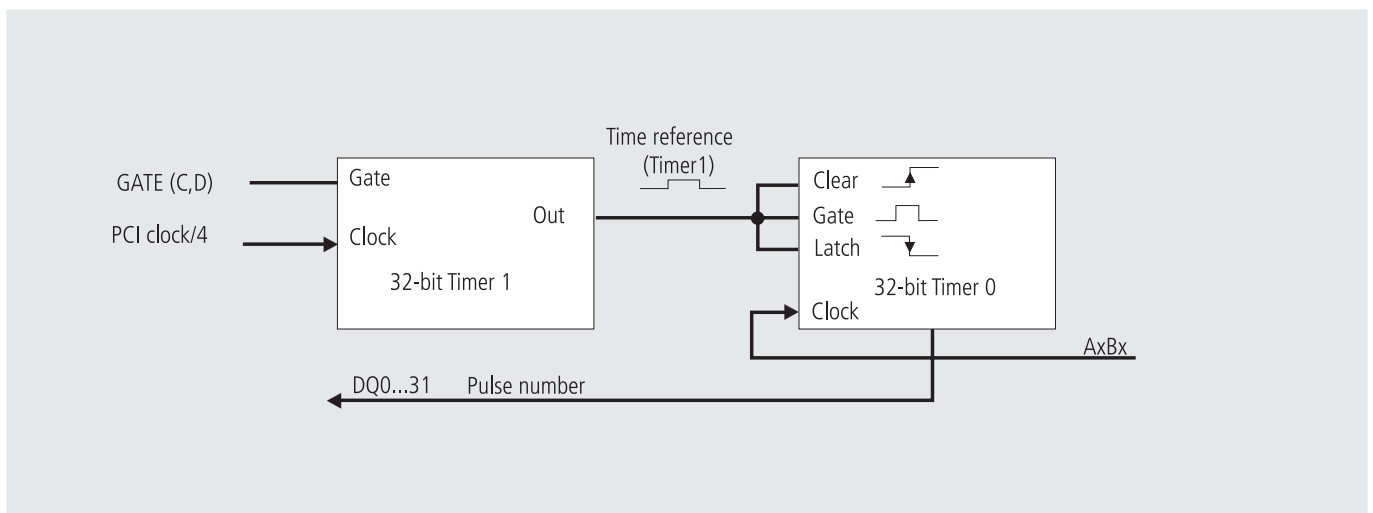 Time reference
(Timer1)
GATE (C,D)
PCI clock/4
Gate
Out
Clock
32-bit Timer 1
Clear
Gate
Latch
32-bit Timer 0
Clock
AxBx
DQ0...31 Pulse number